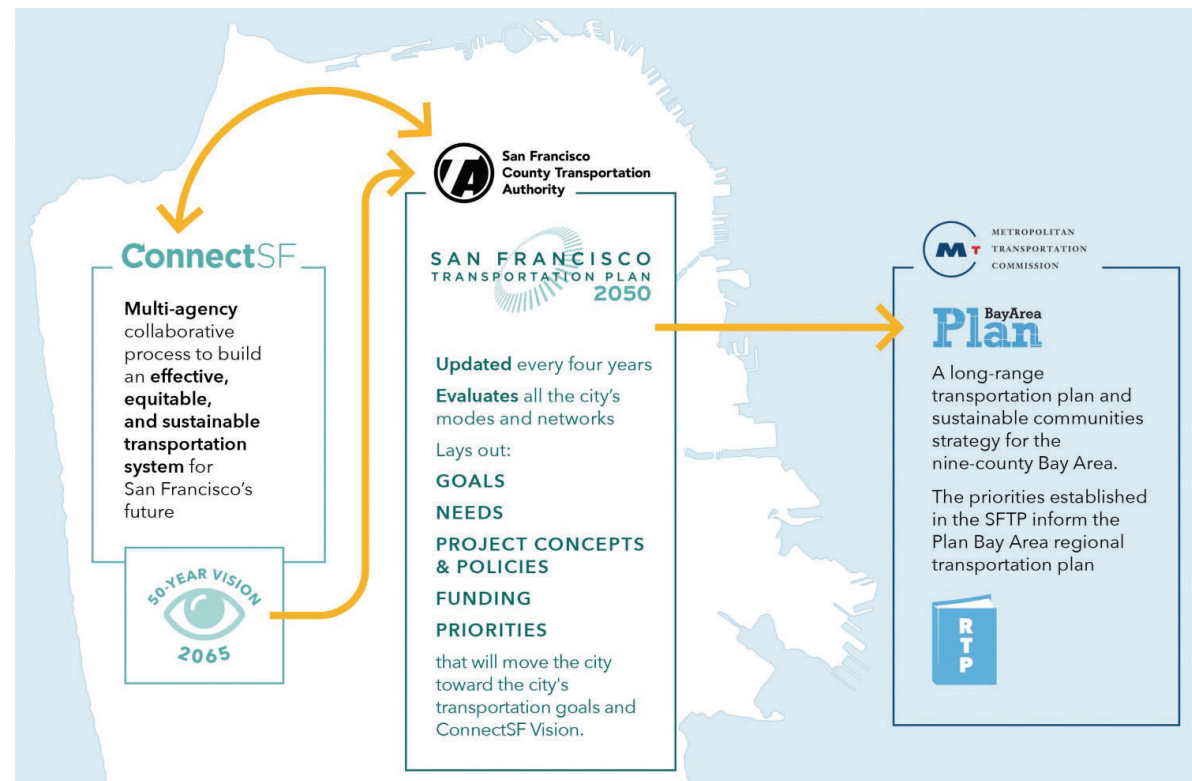 ConnectSF
Multi-agency
collaborative
process to build
an effective,
equitable,
and sustainable
transportation
system for
San Francisco’s
future
50-YEAR VISION
2065
TA
San Francisco
County Transportation
Authority
SAN FRANCISCO
TRANSPORTATION PLAN
2050
Updated every four years
Evaluates all the city’s
modes and networks
Lays out:
GOALS
NEEDS
PROJECT CONCEPTS
& POLICIES
FUNDING
PRIORITIES
that will move the city
toward the city's
transportation goals and
ConnectSF Vision.
MT
METROPOLITAN
TRANSPORTATION
COMMISSION
BayArea
Plan
A long-range
transportation plan and
sustainable communities
strategy for the
nine-county Bay Area.
The priorities established
in the SFTP inform the
Plan Bay Area regional
transportation plan
R
T
P